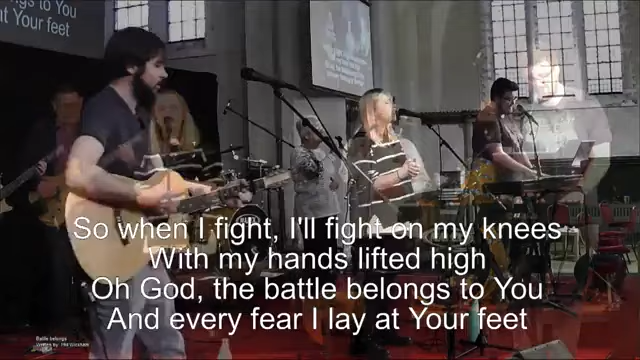 gs to You
at Your feet
So when I fight, I'll fight on my knees
With my hands lifted high
Oh God, the battle belongs to You
And every fear I lay at Your feet
Battle belongs